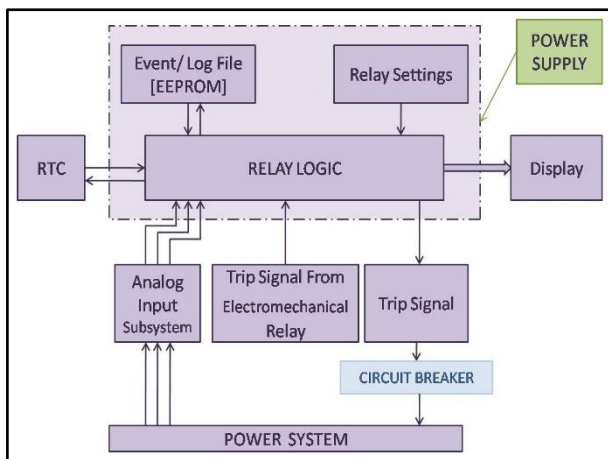 Event/ Log File
[EEPROM]
Relay Settings
POWER
SUPPLY
RTC
RELAY LOGIC
Display
Analog
Input
Subsystem
Trip Signal From
Electromechanical
Relay
Trip Signal
CIRCUIT BREAKER
POWER SYSTEM